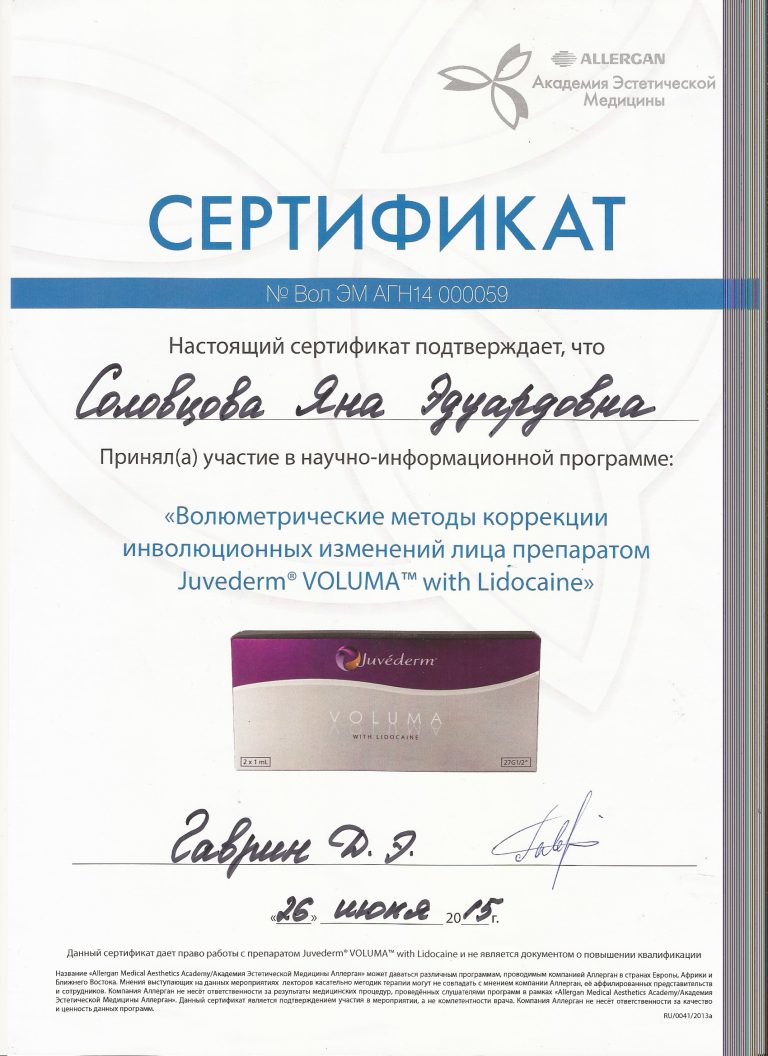 ALLERGAN
Академия Эстетической
Медицины
СЕРТИФИКАТ
№ Вол ЭМ АГН14 000059
Настоящий сертификат подтверждает, что
Соловцова Яна Эдуардовна
Принял(а) участие в научно-информационной программе:
«Волюметрические методы коррекции
инволюционных изменений лица препаратом
Juvederm® VOLUMA™ with Lidocaine»
Juvéderm
VOLUMA
WITH LIDOCAINE
2 x 1 mL 27G1/2"
Гаврин Д. Э.
«26» июня 2015г.
Данный сертификат дает право работы с препаратом Juvederm® VOLUMA™ with Lidocaine и не является документом о повышении квалификации
Название «Allergan Medical Aesthetics Academy/Академия Эстетической Медицины Аллерган» может даваться различным программам, проводимым компанией Аллерган в странах Европы, Африки и
Ближнего Востока. Мнения выступающих на данных мероприятиях лекторов касательно методик терапии могут не совпадать с мнением компании Аллерган, её аффилированных представительств
и сотрудников. Компания Аллерган не несёт ответственности за результаты медицинских процедур, проведённых слушателями программ в рамках «Allergan Medical Aesthetics Academy/Академия
Эстетической Медицины Аллерган». Данный сертификат является подтверждением участия в мероприятии, а не компетентности врача. Компания Аллерган не несёт ответственности за качество
и ценность данных программ.
RU/0041/2013a